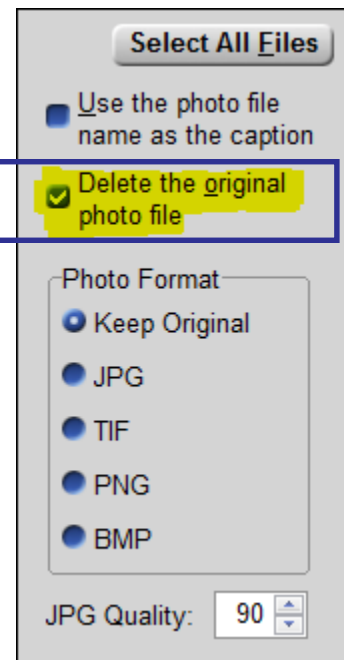 Select All Files
Use the photo file
name as the caption
Delete the original
photo file
Photo Format
Keep Original
JPG
TIF
PNG
BMP
JPG Quality: 90